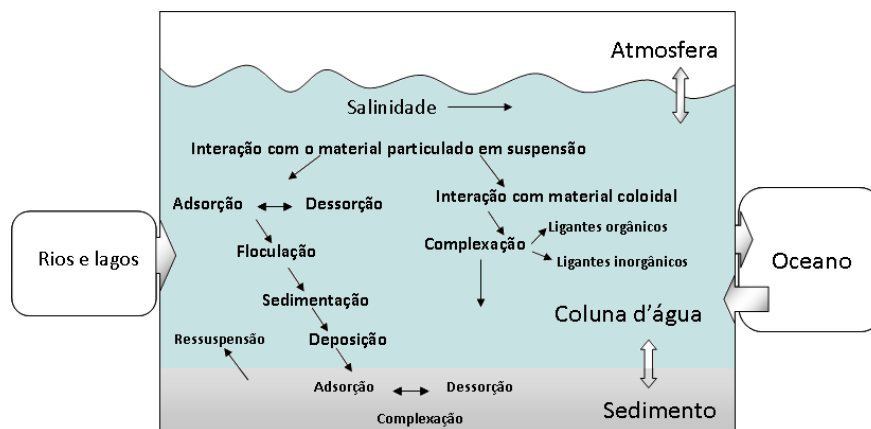 Atmosfera
Salinidade
Interação com o material particulado em suspensão
Interação com material coloidal
Adsorção
Dessorção
Ligantes orgânicos
Complexação
Floculação
Ligantes inorgânicos
Rios e lagos
Oceano
Sedimentação
Coluna d'água
Ressuspensão
Deposição
Adsorção
Dessorção
Sedimento
Complexação